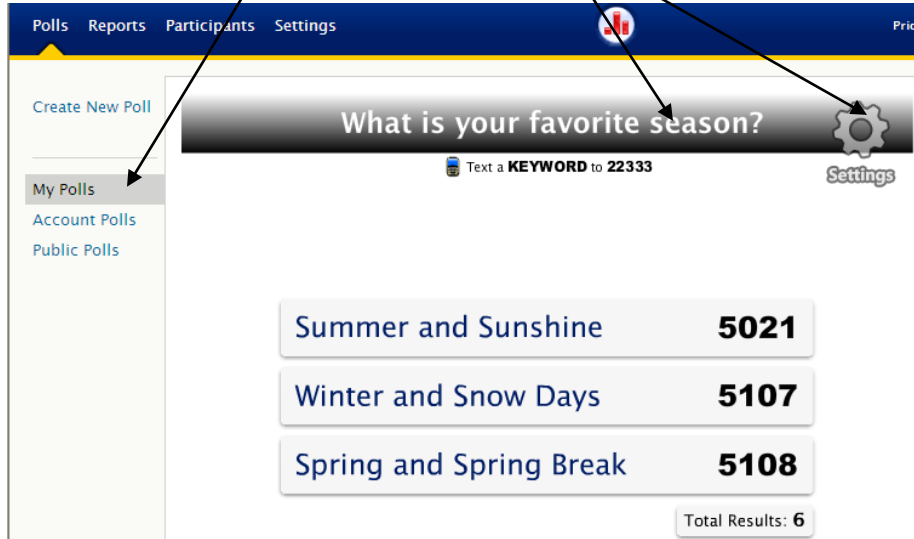 Polls Reports Participants Settings
Create New Poll
What is your favorite season?
Text a KEYWORD to 22333
Settings
My Polls
Account Polls
Public Polls
Summer and Sunshine 5021
Winter and Snow Days 5107
Spring and Spring Break 5108
Total Results: 6